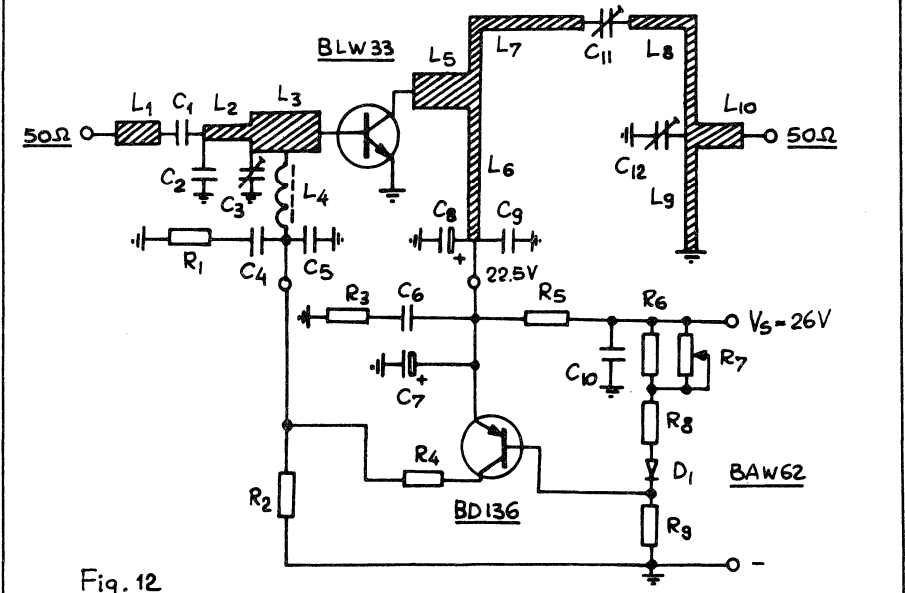 BLW33
L7
C11
L8
L5
L1
C1
L2
L3
L10
50Ω
50Ω
C2
C3
L4
C12
L6
L9
C8
C9
R1
C4
C5
+
22.5V
R3
C6
R5
R6
VS = 26V
R7
C10
C7
+
R8
R4
D1
BAW62
R2
BD136
R9
-
Fig. 12